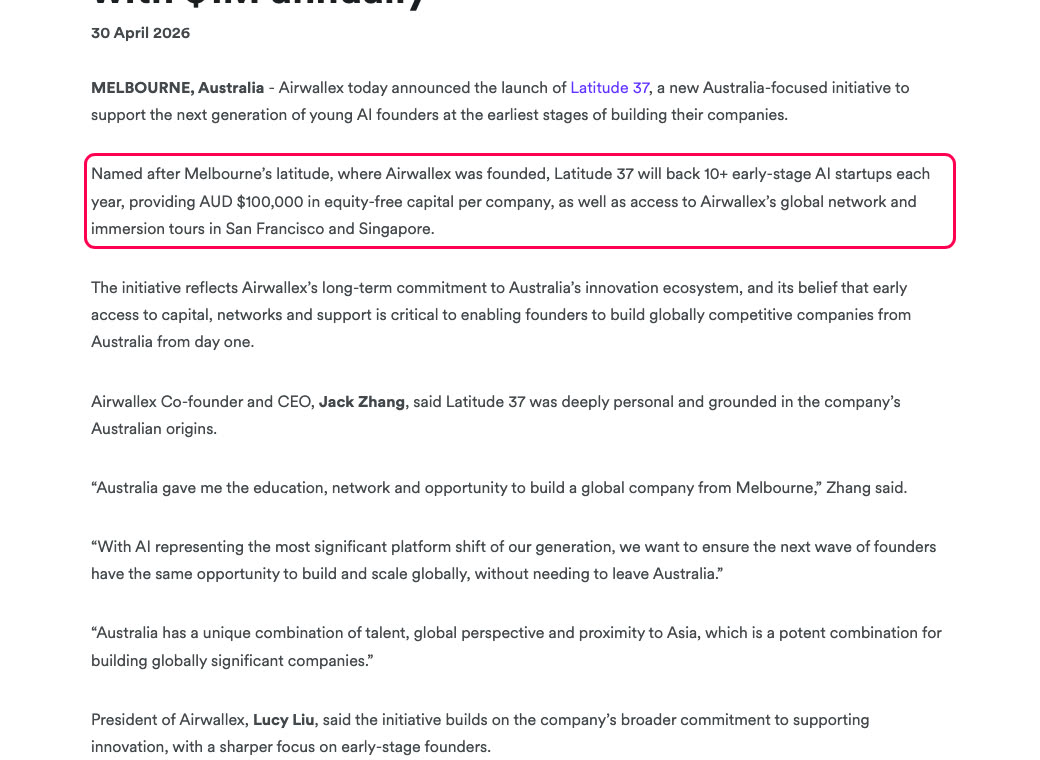 30 April 2026
MELBOURNE, Australia - Airwallex today announced the launch of Latitude 37, a new Australia-focused initiative to
support the next generation of young AI founders at the earliest stages of building their companies.
Named after Melbourne’s latitude, where Airwallex was founded, Latitude 37 will back 10+ early-stage AI startups each
year, providing AUD $100,000 in equity-free capital per company, as well as access to Airwallex’s global network and
immersion tours in San Francisco and Singapore.
The initiative reflects Airwallex’s long-term commitment to Australia’s innovation ecosystem, and its belief that early
access to capital, networks and support is critical to enabling founders to build globally competitive companies from
Australia from day one.
Airwallex Co-founder and CEO, Jack Zhang, said Latitude 37 was deeply personal and grounded in the company’s
Australian origins.
“Australia gave me the education, network and opportunity to build a global company from Melbourne,” Zhang said.
“With AI representing the most significant platform shift of our generation, we want to ensure the next wave of founders
have the same opportunity to build and scale globally, without needing to leave Australia.”
“Australia has a unique combination of talent, global perspective and proximity to Asia, which is a potent combination for
building globally significant companies.”
President of Airwallex, Lucy Liu, said the initiative builds on the company’s broader commitment to supporting
innovation, with a sharper focus on early-stage founders.